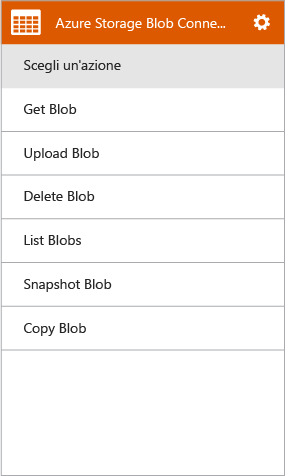 Azure Storage Blob Conne...
Scegli un'azione
Get Blob
Upload Blob
Delete Blob
List Blobs
Snapshot Blob
Copy Blob